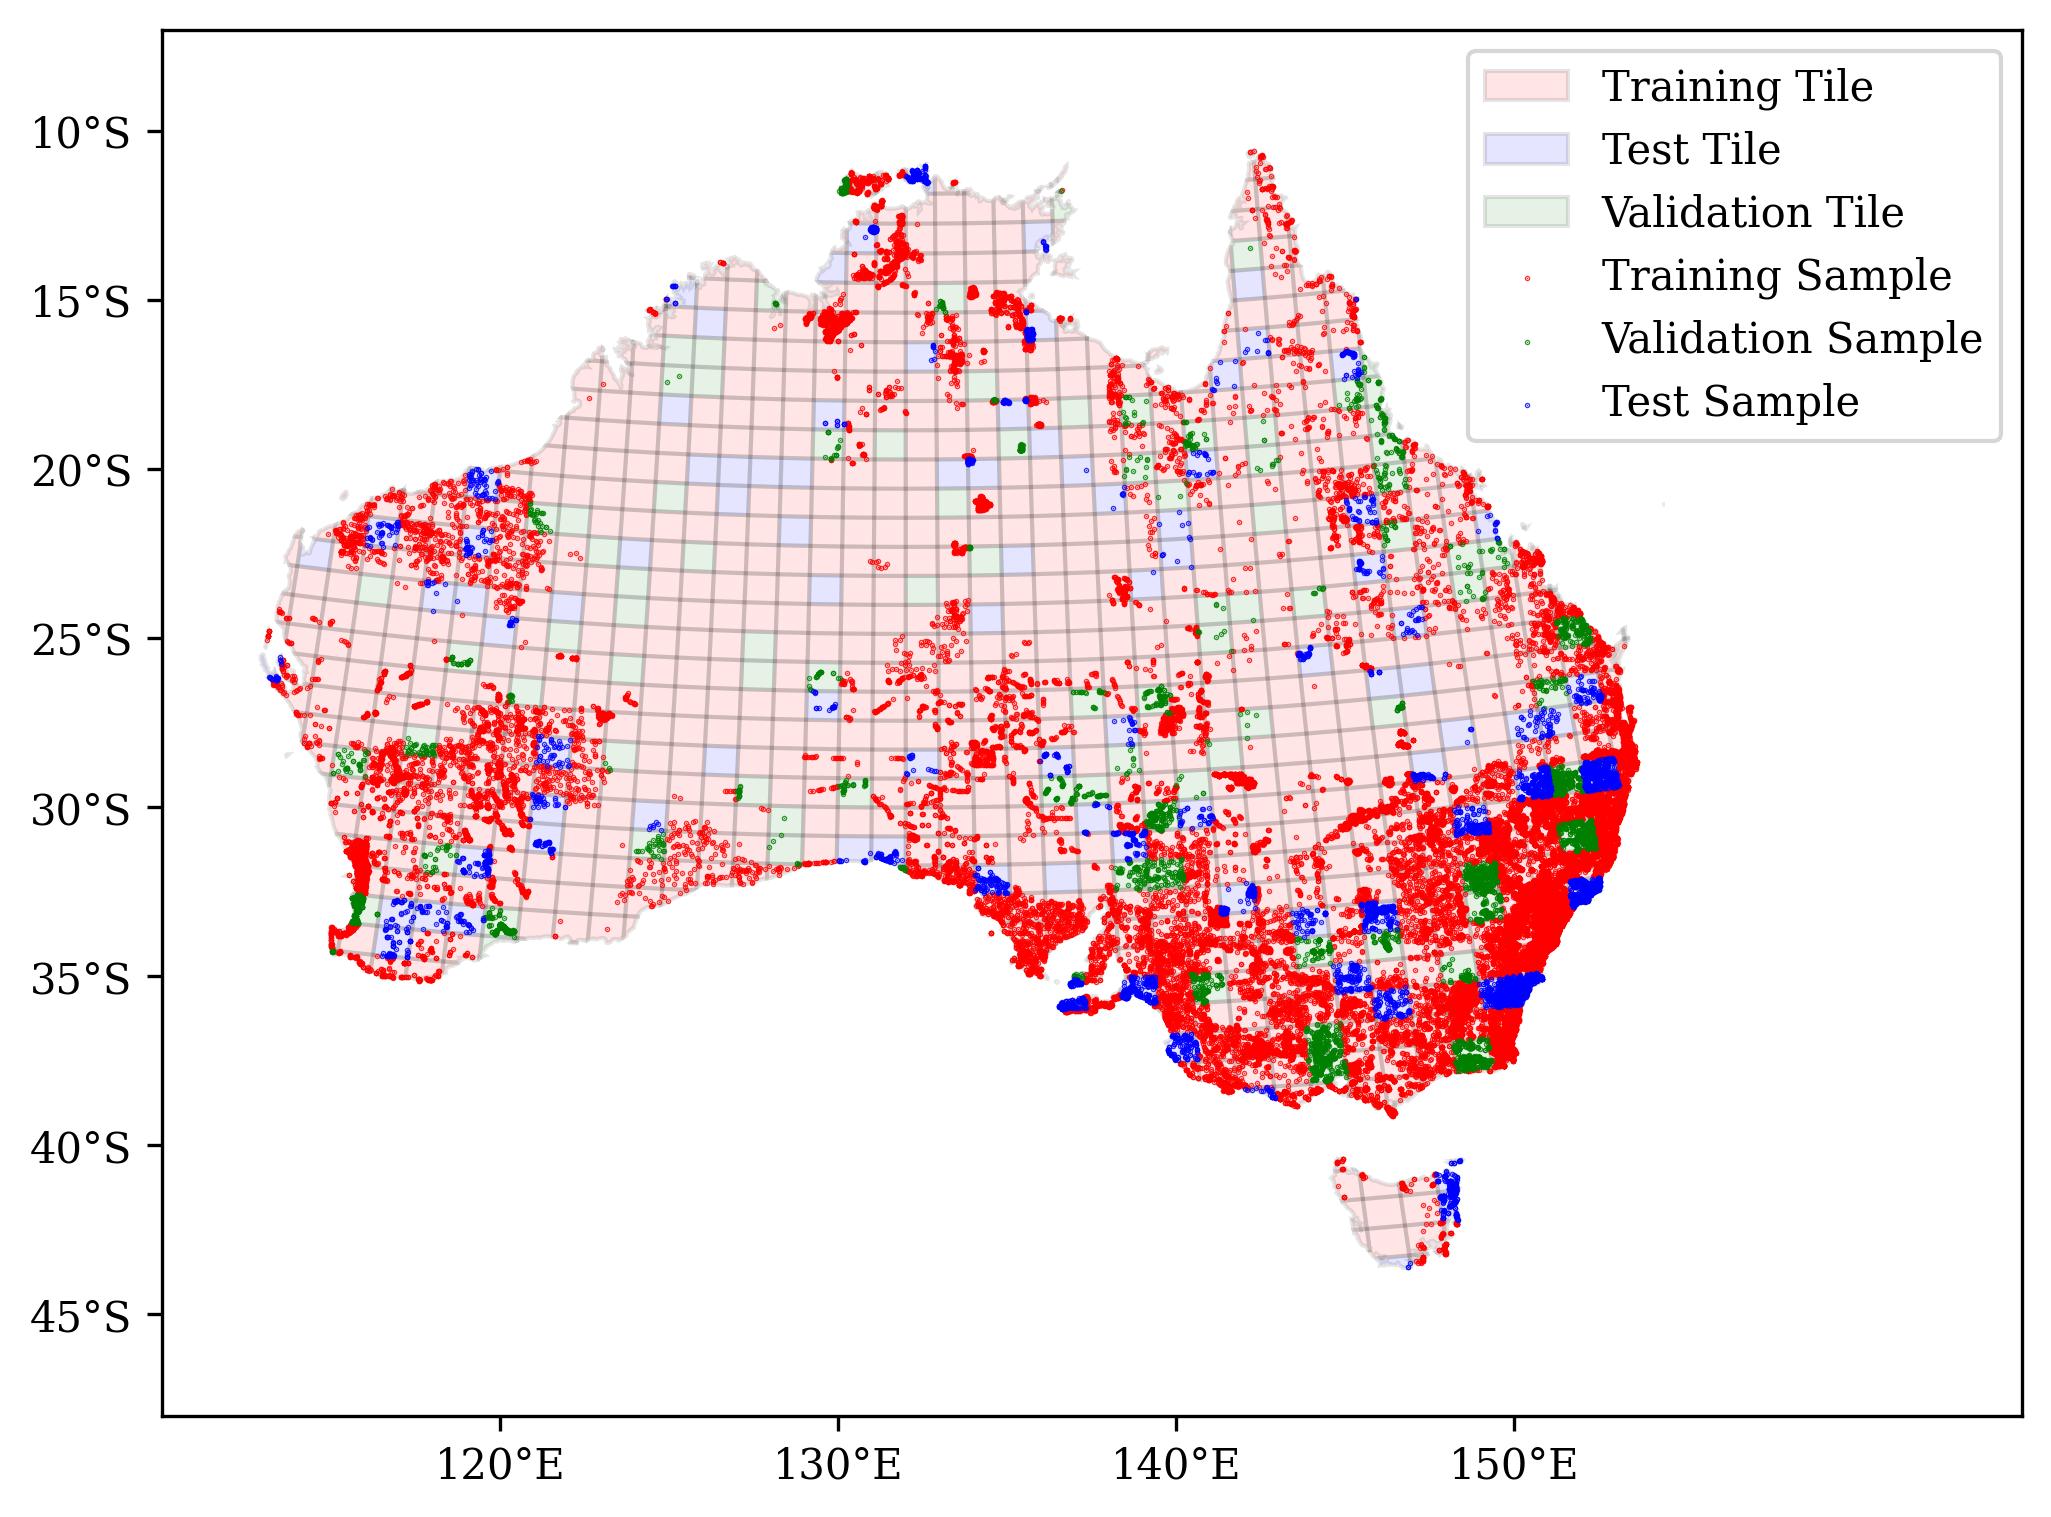 Training Tile
Test Tile
Validation Tile
Training Sample
Validation Sample
Test Sample
10°S
15°S
20°S
25°S
30°S
35°S
40°S
45°S
120°E
130°E
140°E
150°E